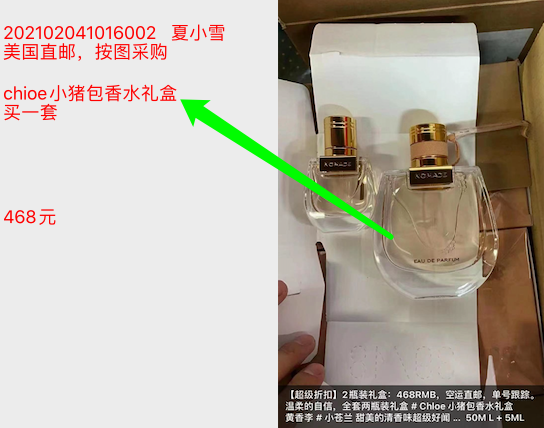 202102041016002 夏小雪
美国直邮，按图采购
chioe小猪包香水礼盒
买一套
468元
NOMADE
NOMADE
EAU DE PARFUM
【超级折扣】2瓶装礼盒：468RMB，空运直邮，单号跟踪。
温柔的自信，全套两瓶装礼盒 # Chloe 小猪包香水礼盒
黄香李 # 小苍兰 甜美的清香味超级好闻 ... 50M L + 5ML